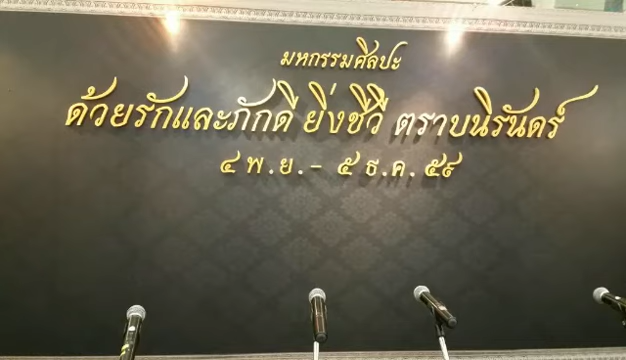 มหกรรมศิลปะ
ด้วยรักและภักดี ยิ่งชีวี ตราบนิรันดร์
๔ พ.ย. - ๕ ธ.ค. ๕๙